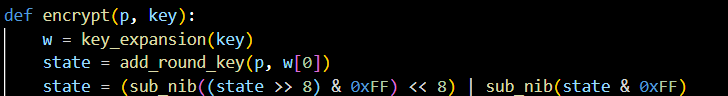 def encrypt(p, key):
    w = key_expansion(key)
    state = add_round_key(p, w[0])
    state = (sub_nib((state >> 8) & 0xFF) << 8) | sub_nib(state & 0xFF)